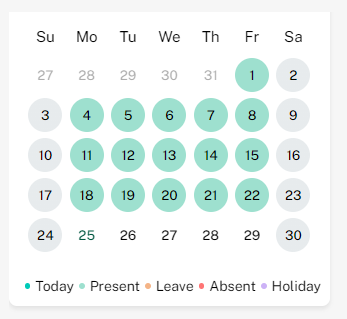 Su Mo Tu We Th Fr Sa
27 28 29 30 31 1 2
3 4 5 6 7 8 9
10 11 12 13 14 15 16
17 18 19 20 21 22 23
24 25 26 27 28 29 30
Today Present Leave Absent Holiday